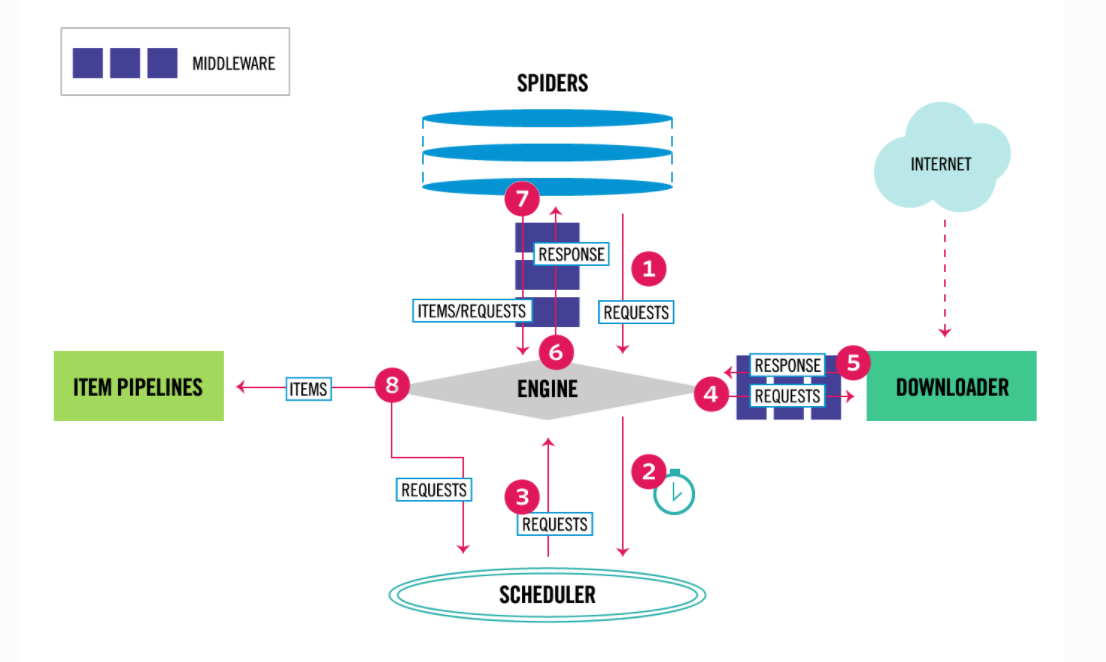 MIDDLEWARE
SPIDERS
INTERNET
7
RESPONSE
1
ITEMS/REQUESTS
REQUESTS
6
ITEM PIPELINES
ITEMS
8
ENGINE
4
RESPONSE
5
REQUESTS
DOWNLOADER
2
REQUESTS
3
REQUESTS
SCHEDULER